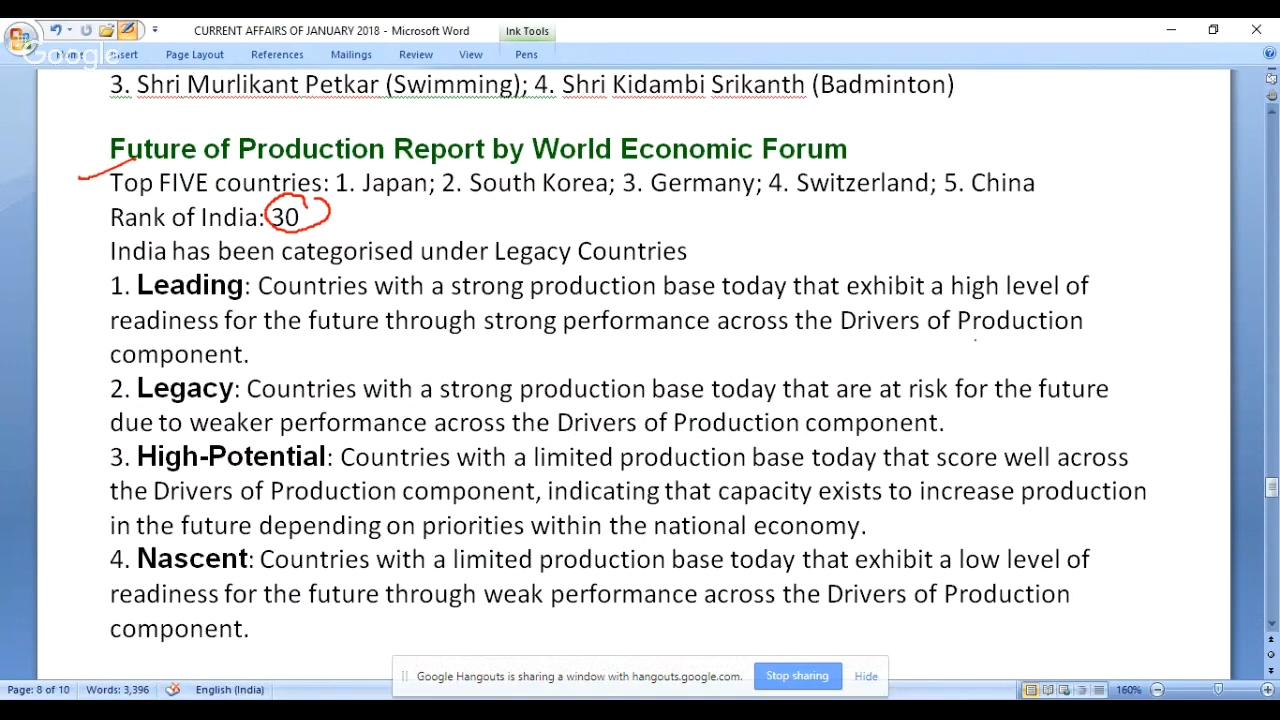 CURRENT AFFAIRS OF JANUARY 2018 - Microsoft Word
Ink Tools
Google
Home Insert Page Layout References Mailings Review View Pens
3. Shri Murlikant Petkar (Swimming); 4. Shri Kidambi Srikanth (Badminton)
Future of Production Report by World Economic Forum
Top FIVE countries: 1. Japan; 2. South Korea; 3. Germany; 4. Switzerland; 5. China
Rank of India: 30
India has been categorised under Legacy Countries
1. Leading: Countries with a strong production base today that exhibit a high level of
readiness for the future through strong performance across the Drivers of Production
component.
2. Legacy: Countries with a strong production base today that are at risk for the future
due to weaker performance across the Drivers of Production component.
3. High-Potential: Countries with a limited production base today that score well across
the Drivers of Production component, indicating that capacity exists to increase production
in the future depending on priorities within the national economy.
4. Nascent: Countries with a limited production base today that exhibit a low level of
readiness for the future through weak performance across the Drivers of Production
component.
Google Hangouts is sharing a window with hangouts.google.com. Stop sharing Hide
Page: 8 of 10 Words: 3,396 English (India) 160%